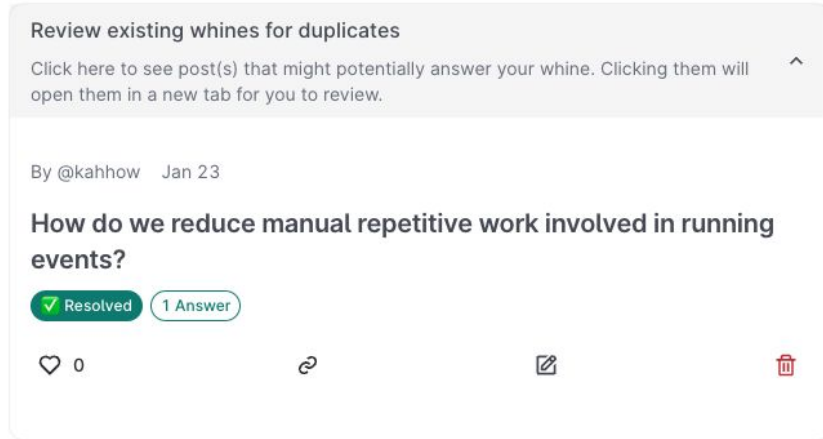 Review existing whines for duplicates
Click here to see post(s) that might potentially answer your whine. Clicking them will
open them in a new tab for you to review.
By @kahhow Jan 23
How do we reduce manual repetitive work involved in running
events?
✅ Resolved 1 Answer
0